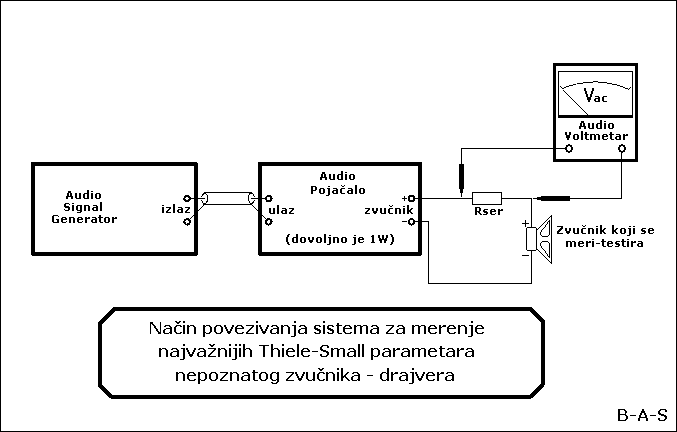 Vac
Audio
Voltmetar
Audio
Signal
Generator
izlaz
ulaz
Audio
Pojačalo
zvučnik
+
−
(dovoljno je 1W)
Rser
+
−
Zvučnik koji se
meri-testira
Način povezivanja sistema za merenje
najvažnijih Thiele-Small parametara
nepoznatog zvučnika - drajvera
B-A-S